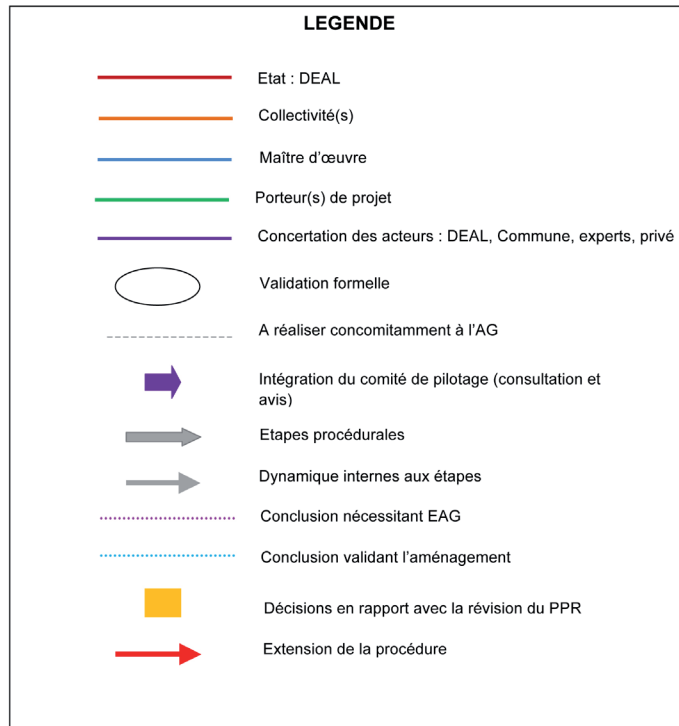 LEGENDE
Etat : DEAL
Collectivité(s)
Maître d'œuvre
Porteur(s) de projet
Concertation des acteurs : DEAL, Commune, experts, privé
Validation formelle
A réaliser concomitamment à l'AG
Intégration du comité de pilotage (consultation et
avis)
Etapes procédurales
Dynamique internes aux étapes
Conclusion nécessitant EAG
Conclusion validant l'aménagement
Décisions en rapport avec la révision du PPR
Extension de la procédure